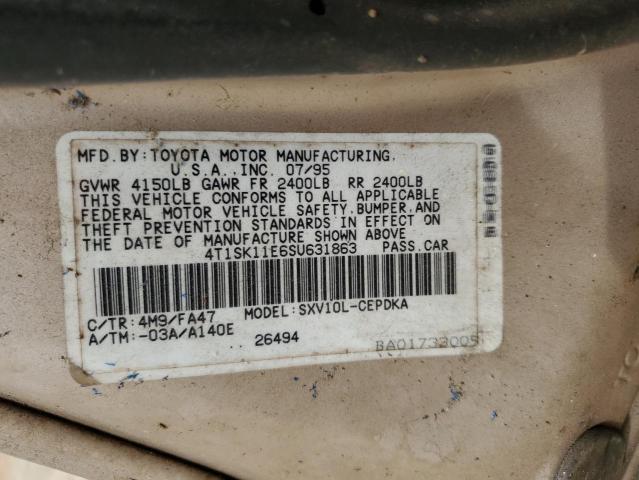 MFD. BY: TOYOTA MOTOR MANUFACTURING,
U.S.A., INC. 07/95
GVWR 4150LB GAWR FR 2400LB RR 2400LB
THIS VEHICLE CONFORMS TO ALL APPLICABLE
FEDERAL MOTOR VEHICLE SAFETY, BUMPER, AND
THEFT PREVENTION STANDARDS IN EFFECT ON
THE DATE OF MANUFACTURE SHOWN ABOVE
4T1SK11E6SU631863 PASS. CAR
C/TR: 4M9/FA47 MODEL: SXV10L-CEPDKA
A/TM: -03A/A140E
26494
BA01733005